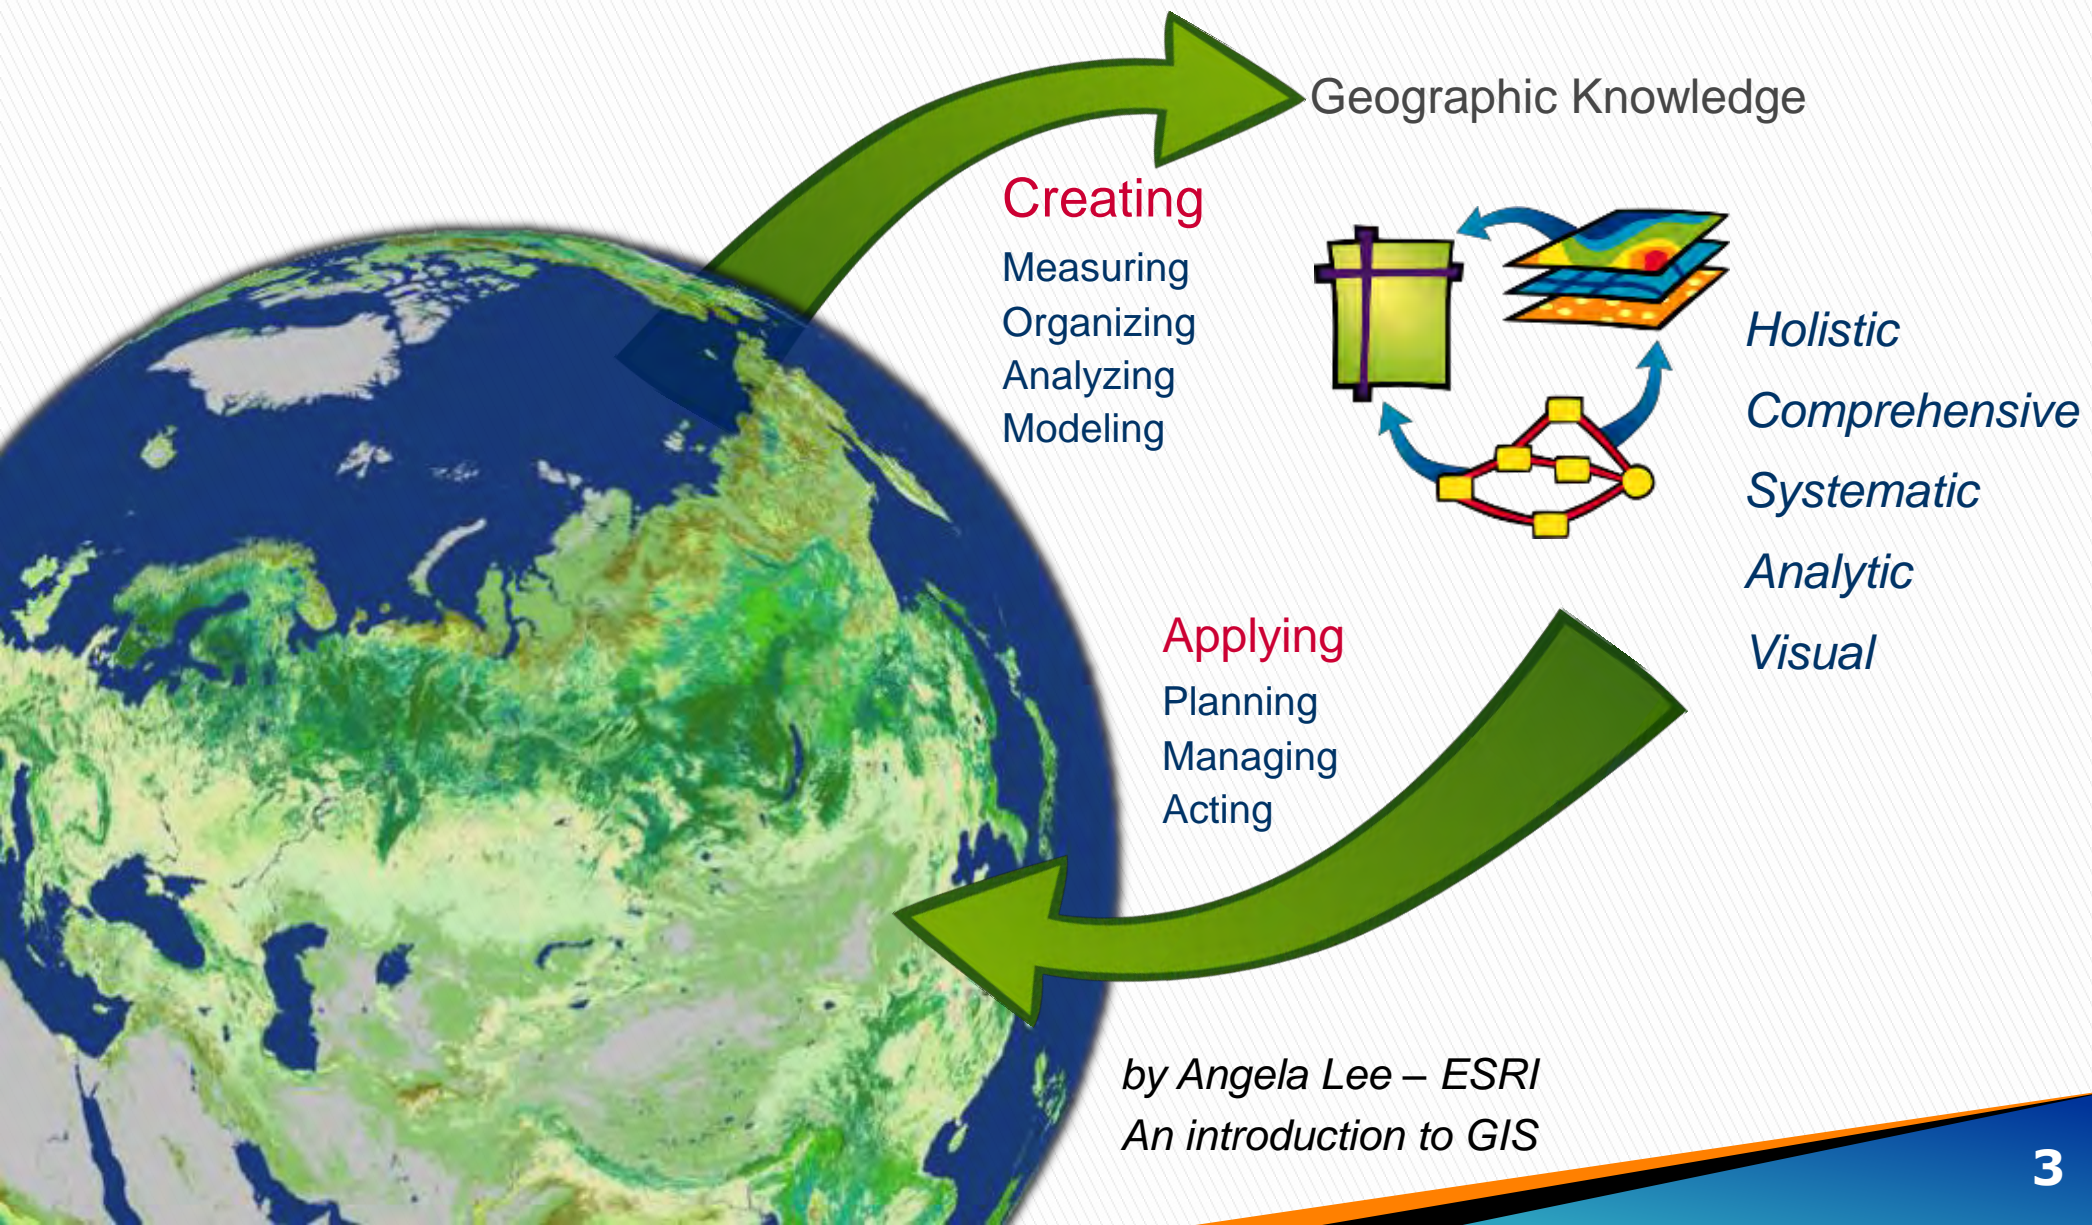 Geographic Knowledge
Creating
Measuring
Organizing
Analyzing
Modeling
Holistic
Comprehensive
Systematic
Analytic
Visual
Applying
Planning
Managing
Acting
by Angela Lee – ESRI
An introduction to GIS
3